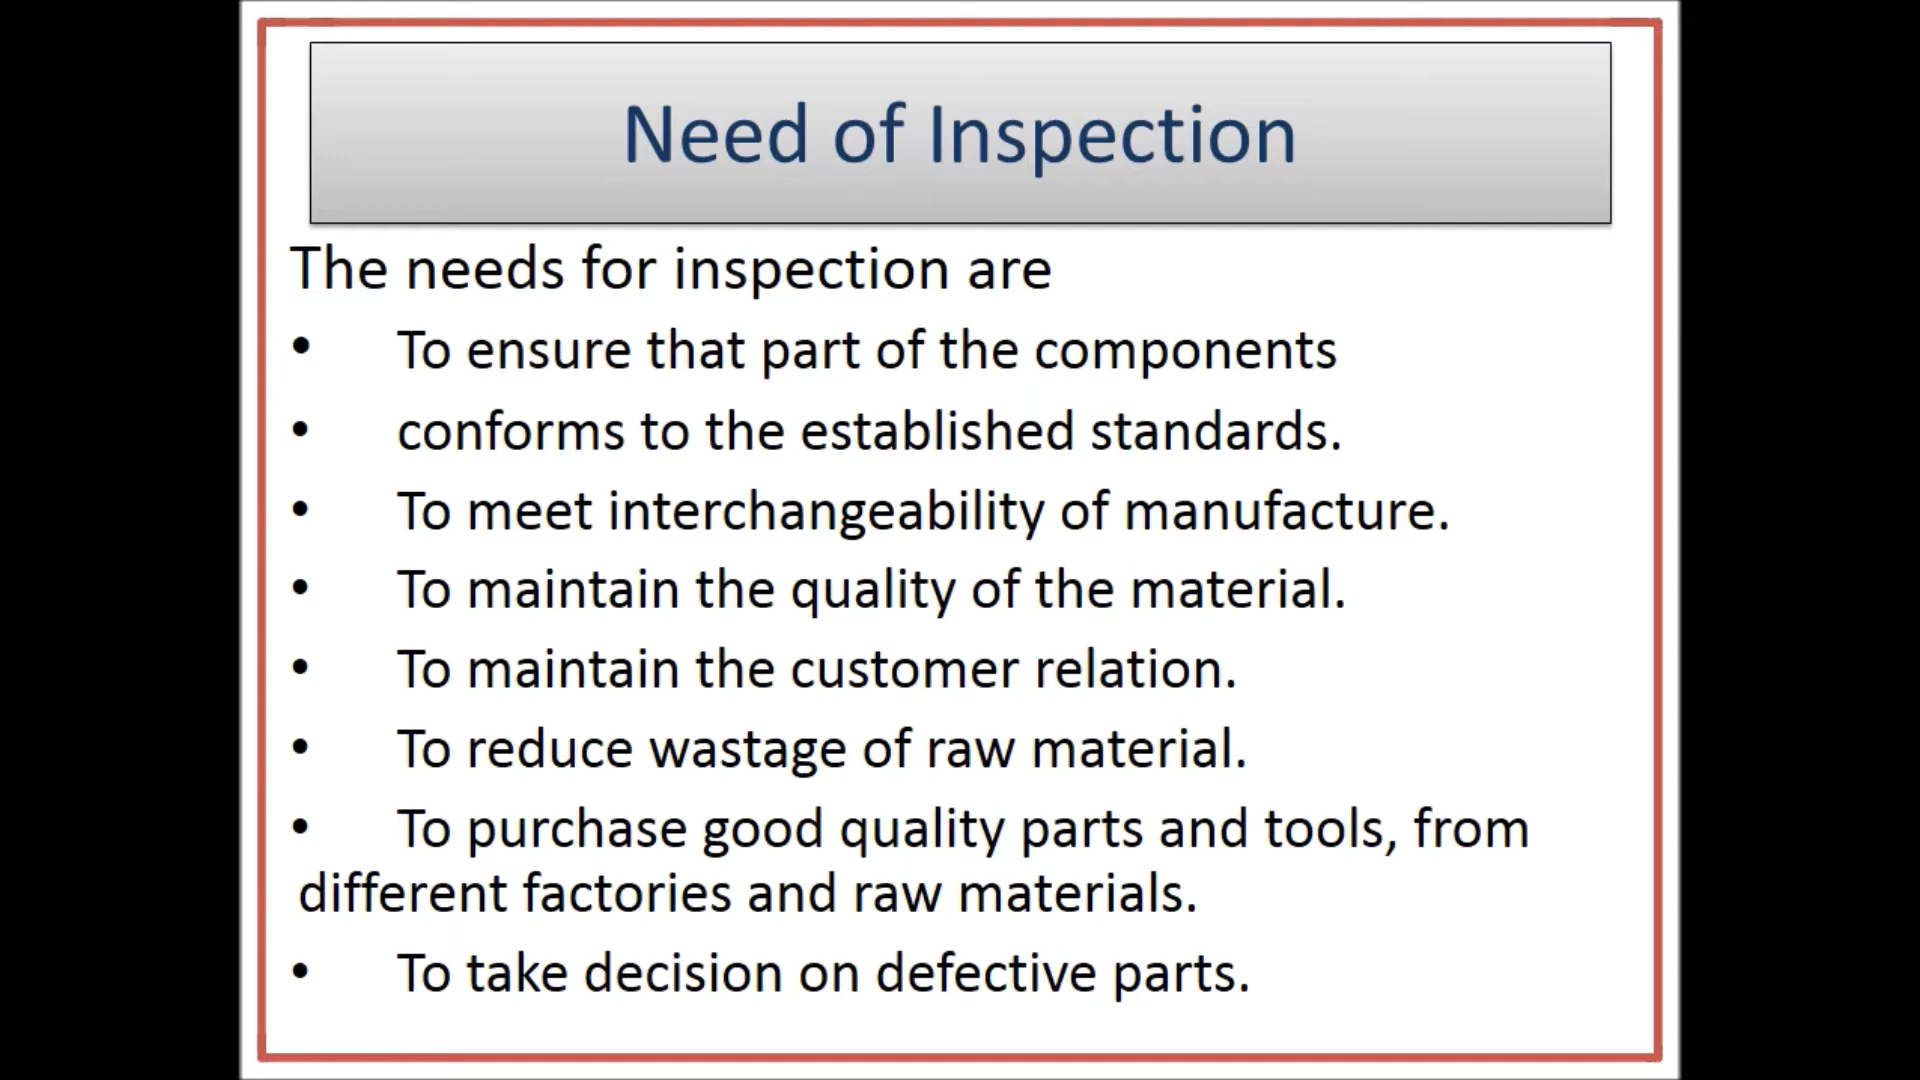 Need of Inspection
The needs for inspection are
• To ensure that part of the components
• conforms to the established standards.
• To meet interchangeability of manufacture.
• To maintain the quality of the material.
• To maintain the customer relation.
• To reduce wastage of raw material.
• To purchase good quality parts and tools, from
different factories and raw materials.
• To take decision on defective parts.